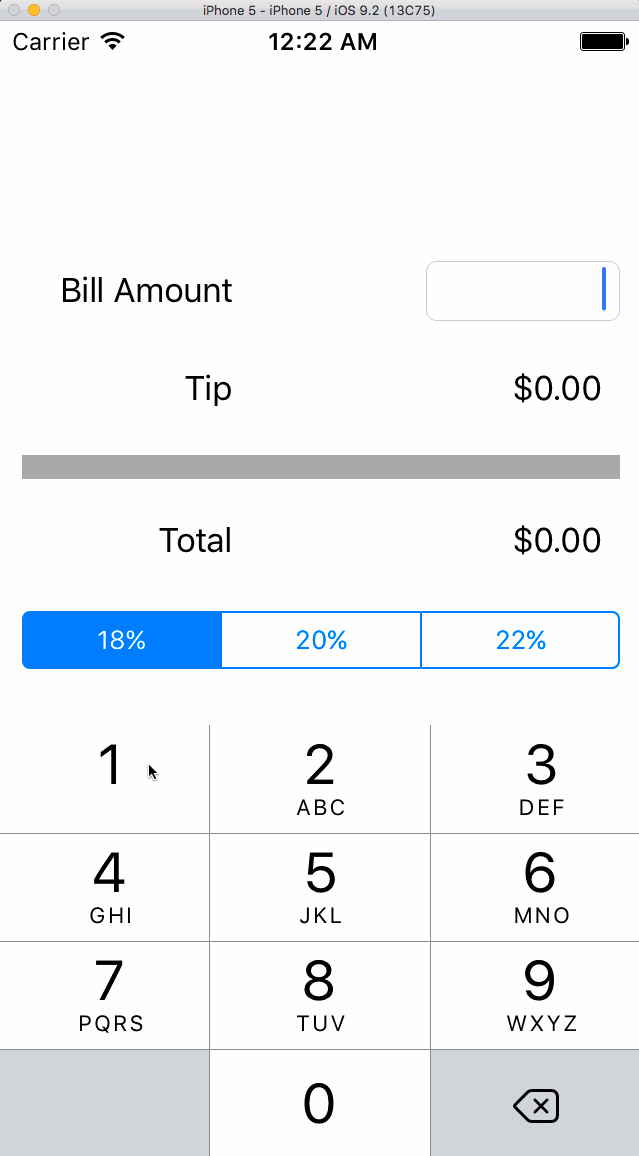 iPhone 5 - iPhone 5 / iOS 9.2 (13C75)
Carrier 12:22 AM
Bill Amount
Tip $0.00
Total $0.00
18% 20% 22%
1 2 3
ABC DEF
4 5 6
GHI JKL MNO
7 8 9
PQRS TUV WXYZ
0